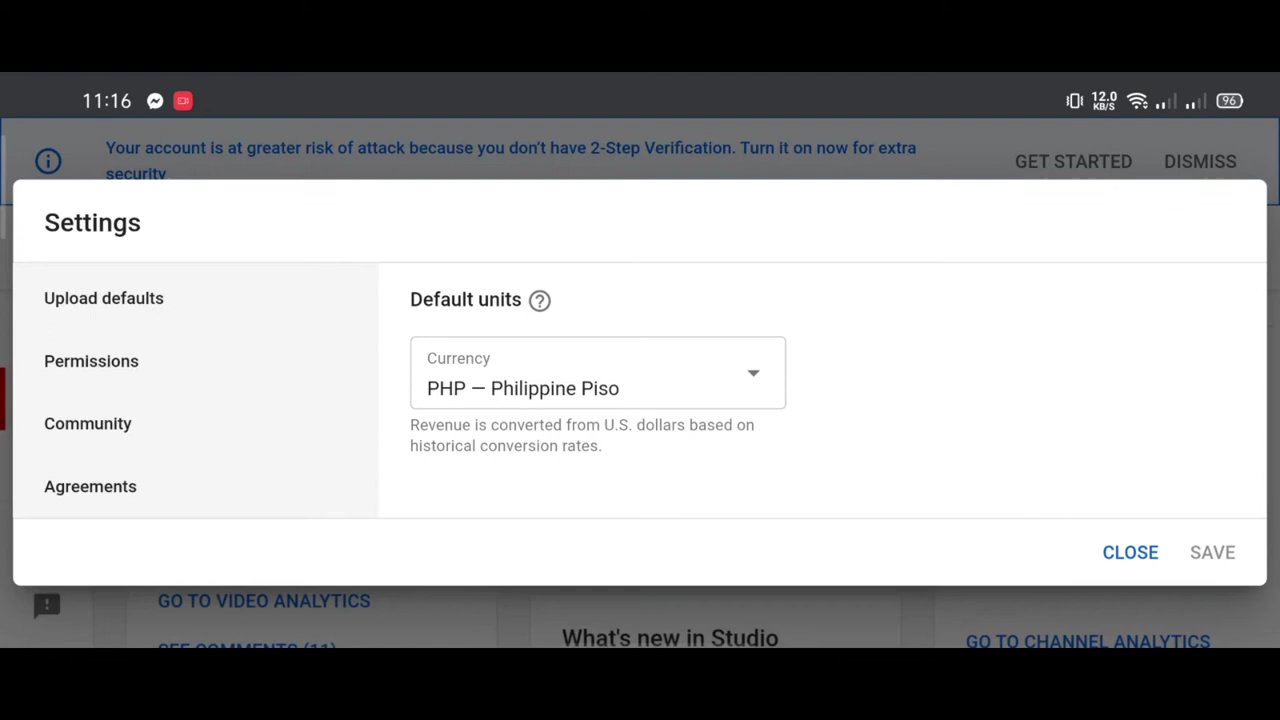 11:16
12.0
KB/S
96
Your account is at greater risk of attack because you don’t have 2-Step Verification. Turn it on now for extra
security
GET STARTED
DISMISS
Settings
Upload defaults
Permissions
Community
Agreements
Default units
Currency
PHP — Philippine Piso
Revenue is converted from U.S. dollars based on
historical conversion rates.
CLOSE
SAVE
GO TO VIDEO ANALYTICS
SEE COMMENTS (11)
What's new in Studio
GO TO CHANNEL ANALYTICS